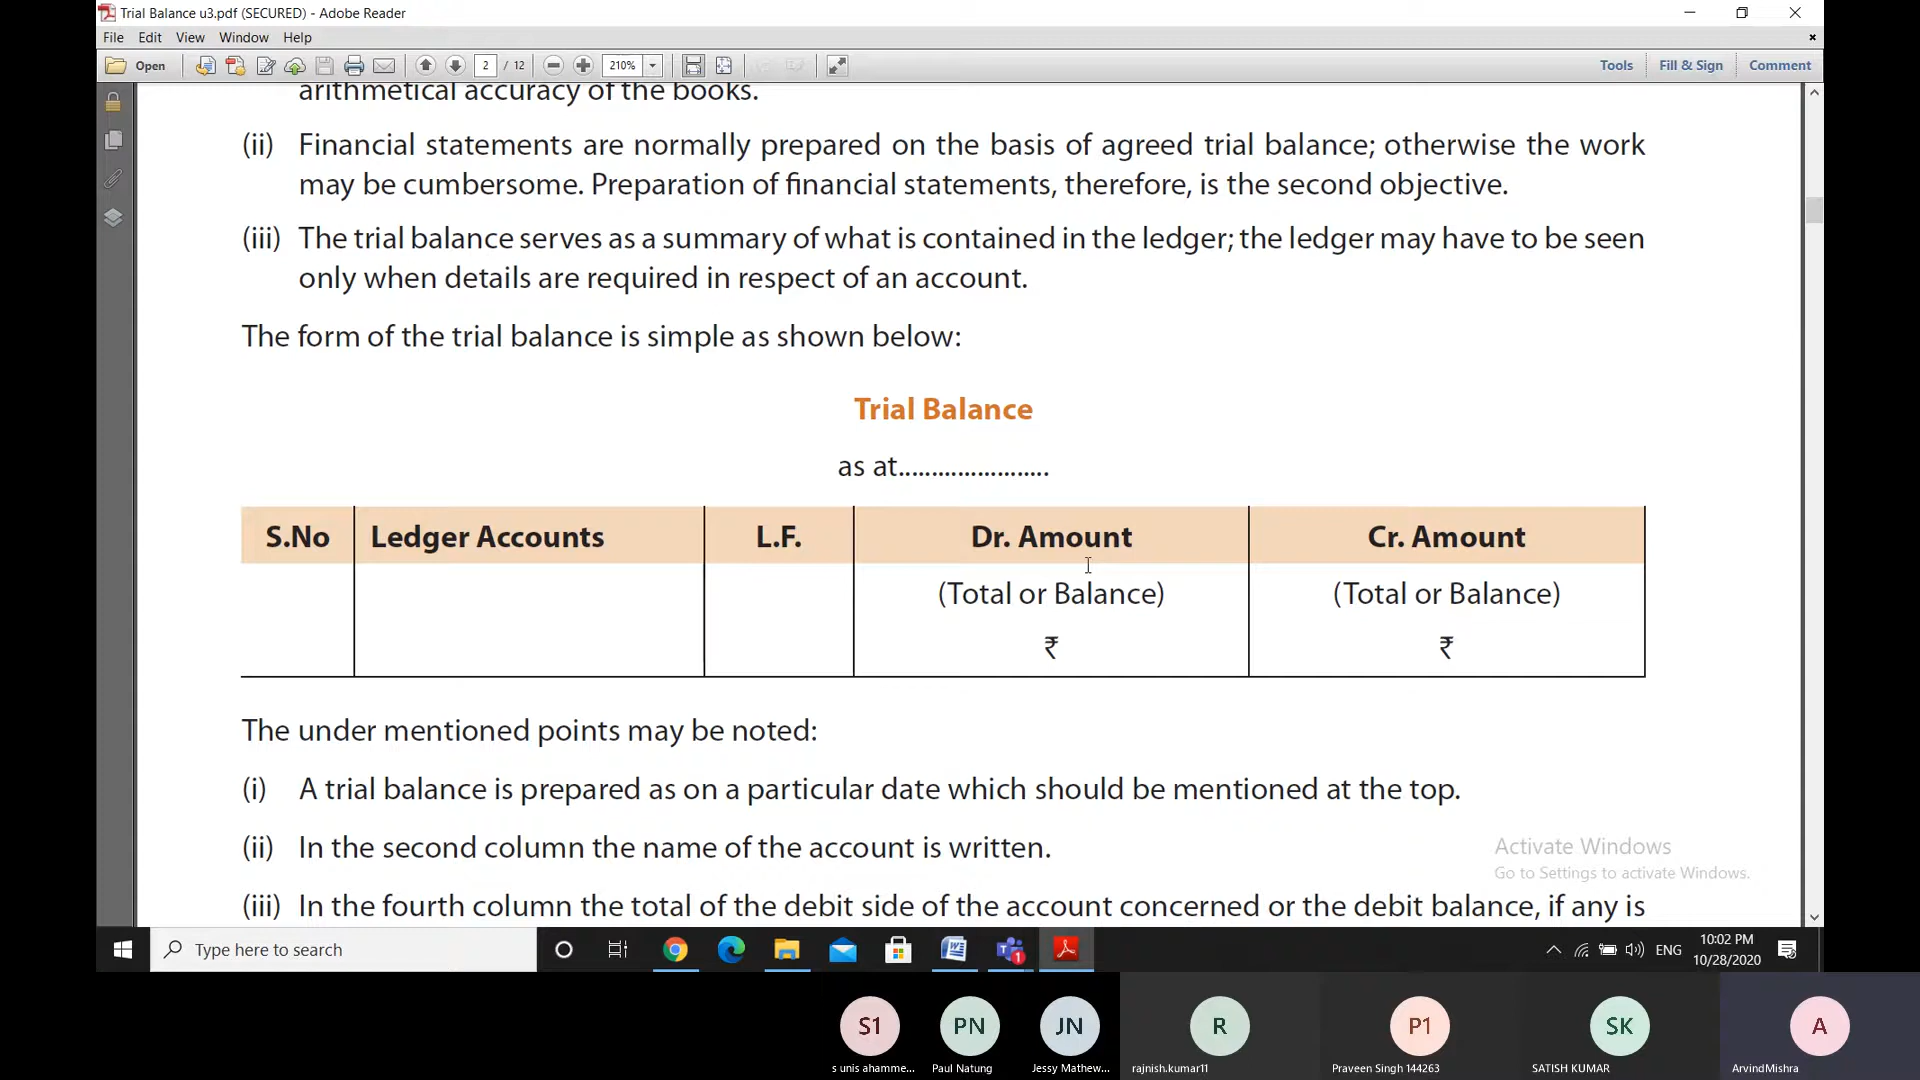 Trial Balance u3.pdf (SECURED) - Adobe Reader
File Edit View Window Help
Open 2 / 12 210% Tools Fill & Sign Comment
arithmetical accuracy of the books.
(ii) Financial statements are normally prepared on the basis of agreed trial balance; otherwise the work
may be cumbersome. Preparation of financial statements, therefore, is the second objective.
(iii) The trial balance serves as a summary of what is contained in the ledger; the ledger may have to be seen
only when details are required in respect of an account.
The form of the trial balance is simple as shown below:
Trial Balance
as at......................
S.No Ledger Accounts L.F. Dr. Amount Cr. Amount
(Total or Balance) (Total or Balance)
₹ ₹
The under mentioned points may be noted:
(i) A trial balance is prepared as on a particular date which should be mentioned at the top.
(ii) In the second column the name of the account is written.
(iii) In the fourth column the total of the debit side of the account concerned or the debit balance, if any is
Activate Windows
Go to Settings to activate Windows.
Type here to search 1 ENG 10:02 PM
10/28/2020
S1 PN JN R P1 SK A
s unis ahamme... Paul Natung Jessy Mathew... rajnish.kumar11 Praveen Singh 144263 SATISH KUMAR ArvindMishra